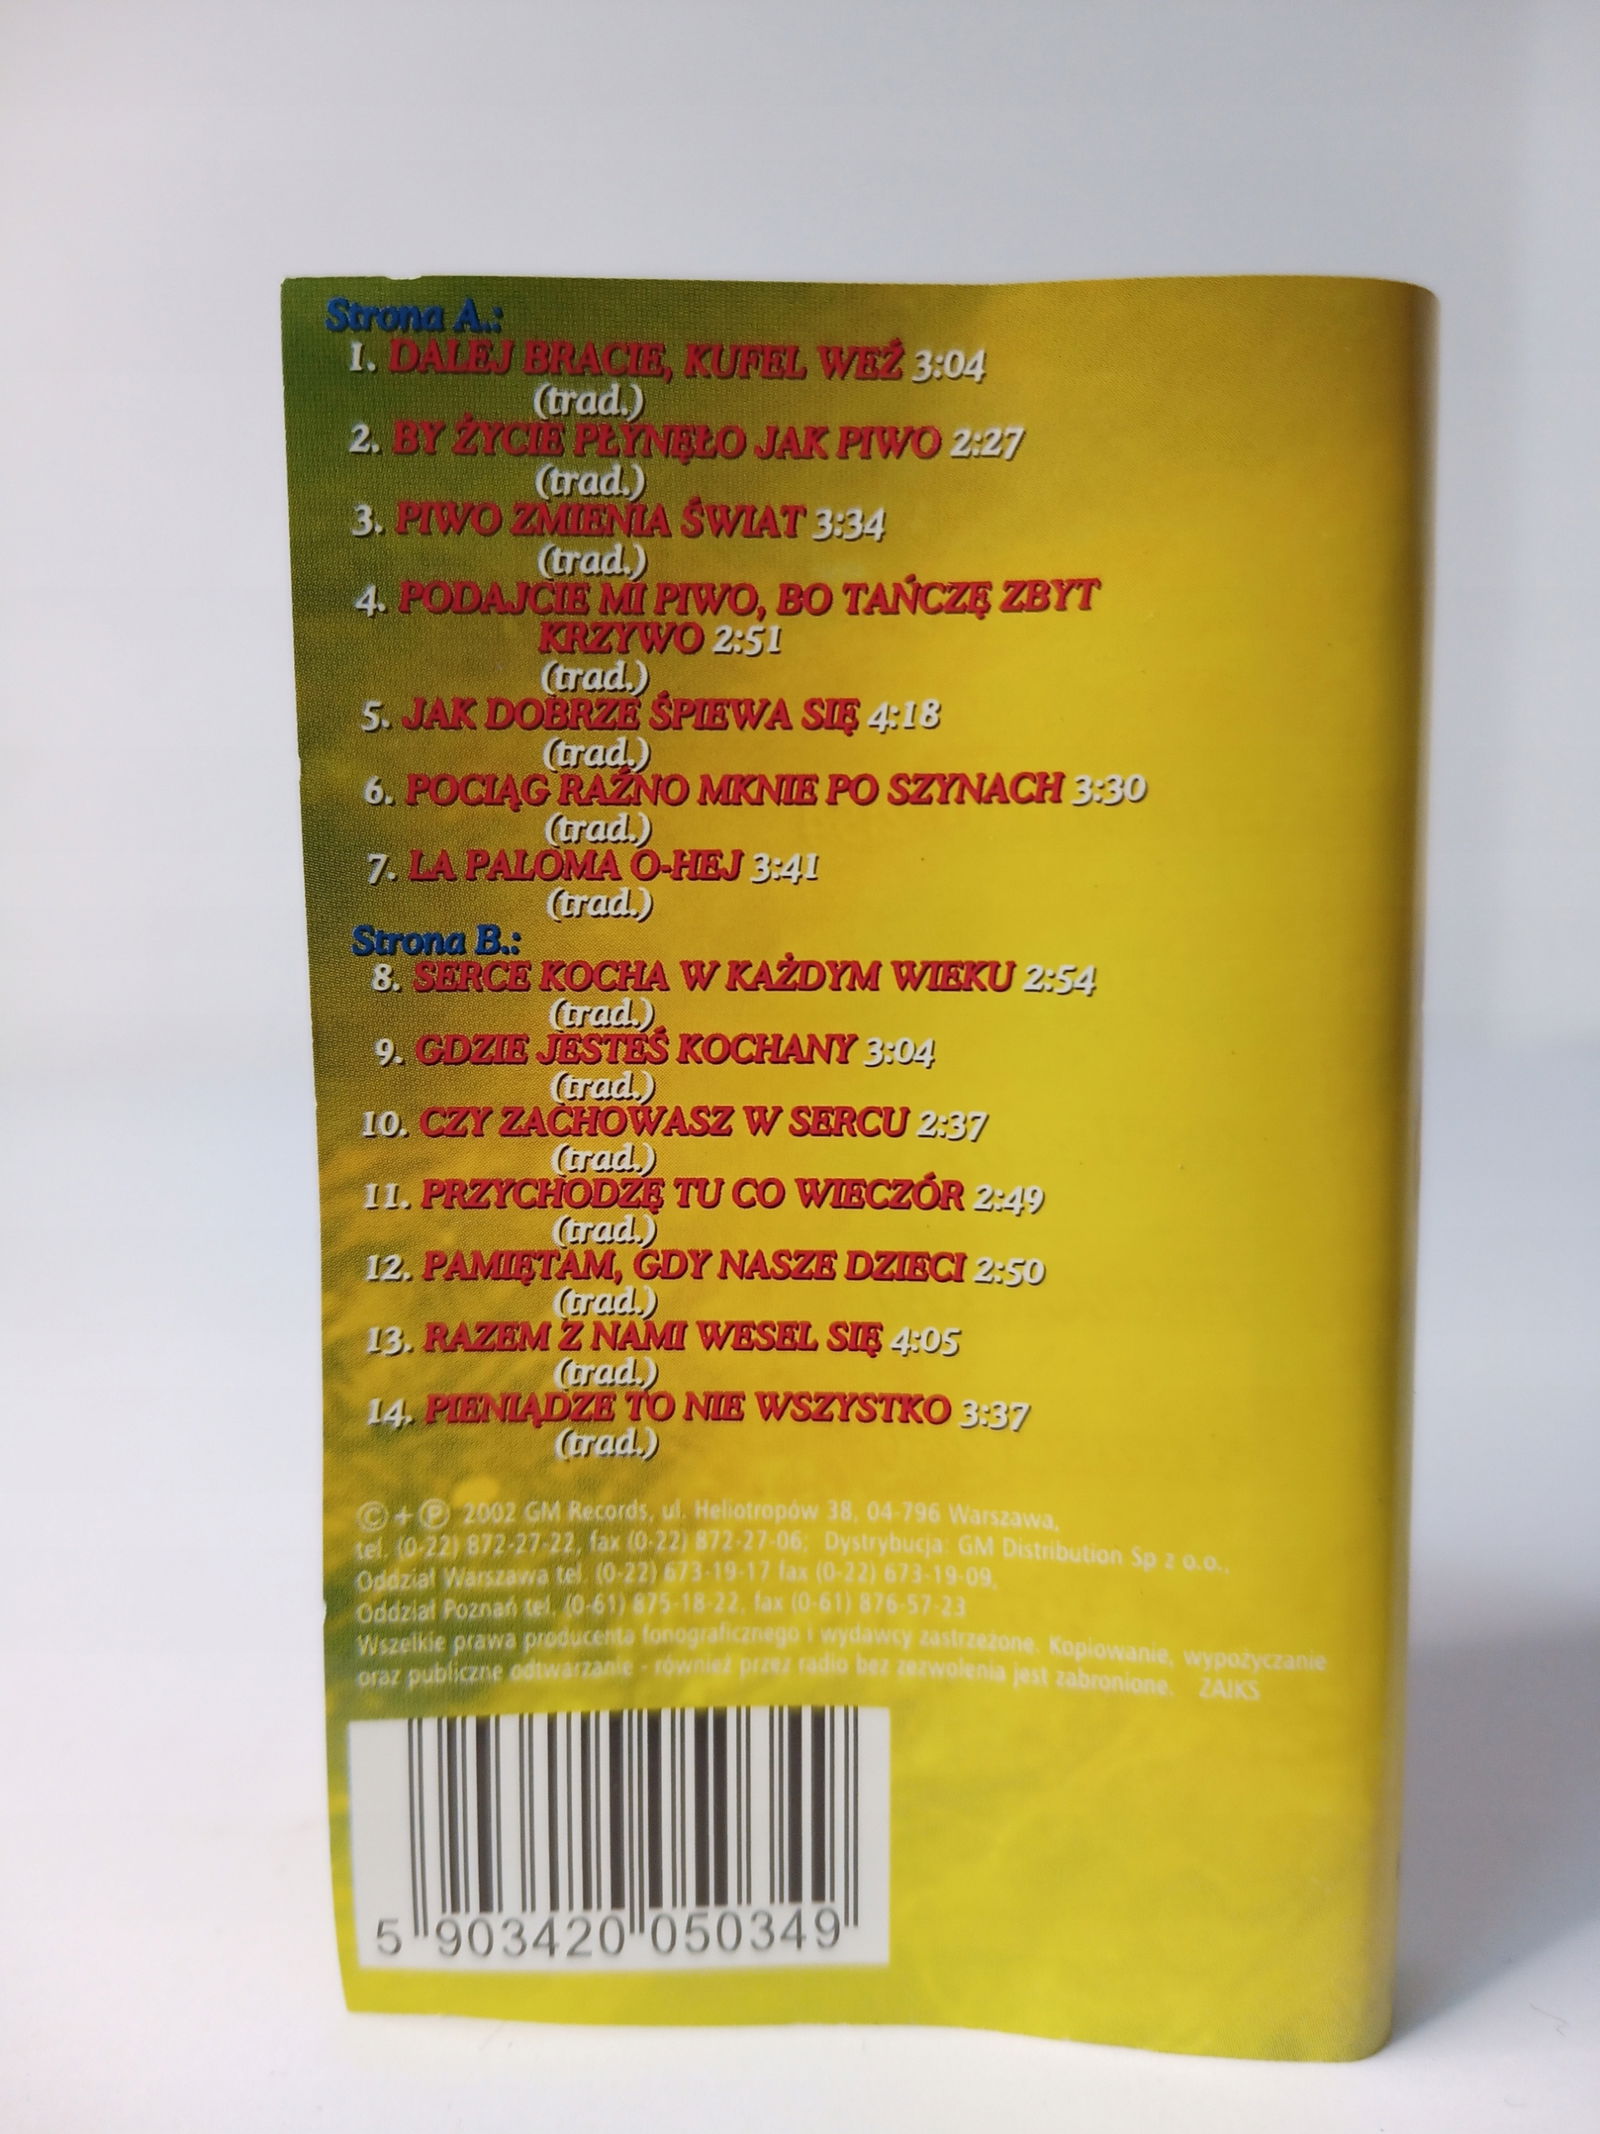 Strona A.:
1. DALEJ BRACIE, KUFEL WEŹ 3:04
(trad.)
2. BY ŻYCIE PŁYNĘŁO JAK PIWO 2:27
(trad.)
3. PIWO ZMIENIA ŚWIAT 3:34
(trad.)
4. PODAJCIE MI PIWO, BO TAŃCZĘ ZBYT
KRZYWO 2:51
(trad.)
5. JAK DOBRZE ŚPIEWA SIĘ 4:18
(trad.)
6. POCIĄG RAŹNO MKNIE PO SZYNACH 3:30
(trad.)
7. LA PALOMA O-HEJ 3:41
(trad.)
Strona B.:
8. SERCE KOCHA W KAŻDYM WIEKU 2:54
(trad.)
9. GDZIE JESTEŚ KOCHANY 3:04
(trad.)
10. CZY ZACHOWASZ W SERCU 2:37
(trad.)
11. PRZYCHODZĘ TU CO WIECZÓR 2:49
(trad.)
12. PAMIĘTAM, GDY NASZE DZIECI 2:50
(trad.)
13. RAZEM Z NAMI WESEL SIĘ 4:05
(trad.)
14. PIENIĄDZE TO NIE WSZYSTKO 3:37
(trad.)
© + ℗ 2002 GM Records, ul. Heliotropów 38, 04-796 Warszawa,
tel. (0-22) 872-27-22, fax (0-22) 872-27-06; Dystrybucja: GM Distribution Sp z o.o.,
Oddział Warszawa tel. (0-22) 673-19-17 fax (0-22) 673-19-09,
Oddział Poznań tel. (0-61) 875-18-22, fax (0-61) 876-57-23
Wszelkie prawa producenta fonograficznego i wydawcy zastrzeżone. Kopiowanie, wypożyczanie
oraz publiczne odtwarzanie - również przez radio bez zezwolenia jest zabronione. ZAIKS
5 903420 050349